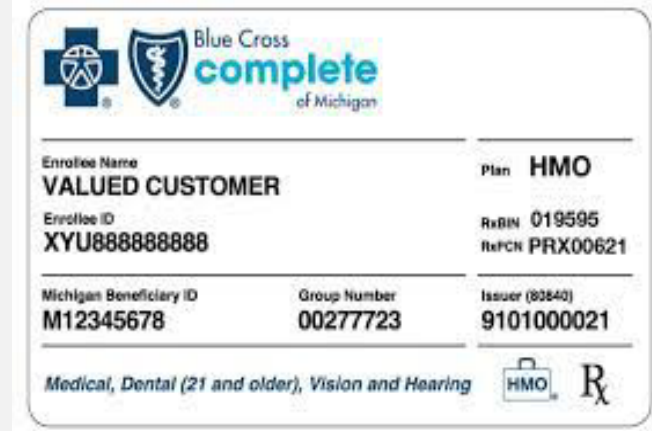 Blue Cross
complete
of Michigan
Enrollee Name
VALUED CUSTOMER
Plan HMO
Enrollee ID
XYU888888888
RxBIN 019595
RxPCN PRX00621
Michigan Beneficiary ID Group Number Issuer (80840)
M12345678 00277723 9101000021
Medical, Dental (21 and older), Vision and Hearing HMO Rx